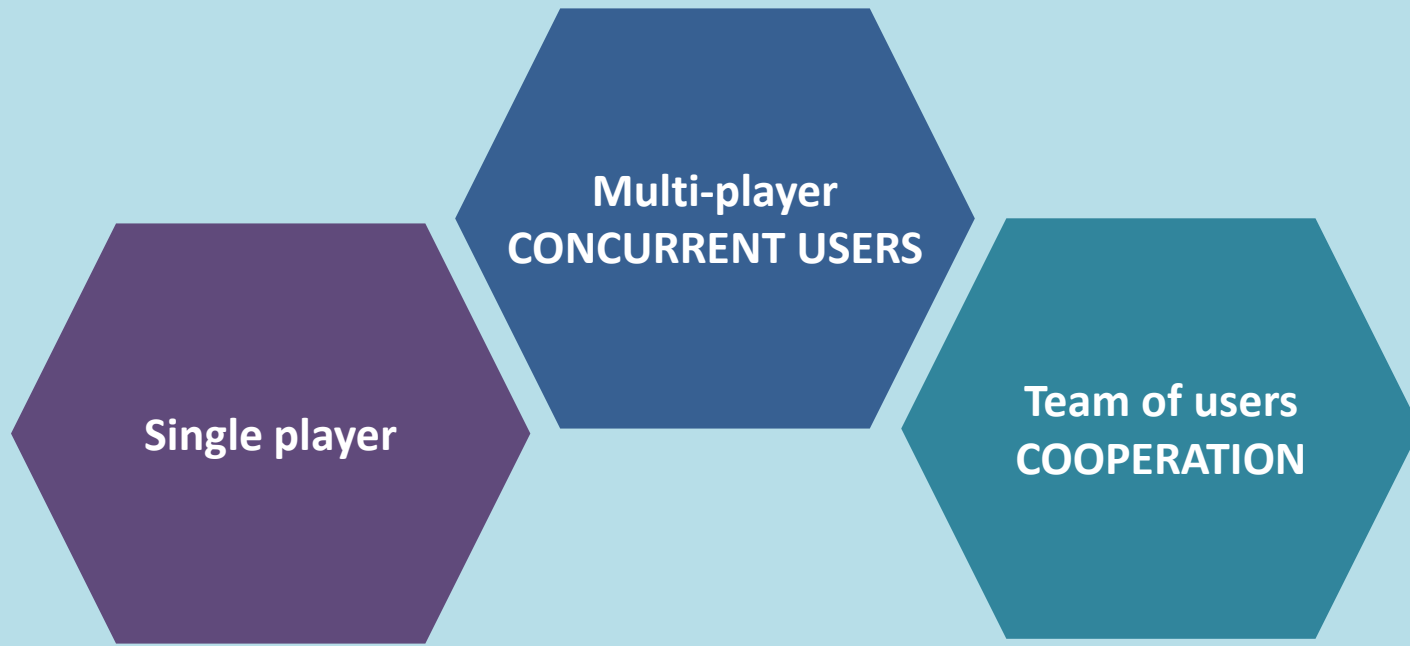 Single player
Multi-player
CONCURRENT USERS
Team of users
COOPERATION